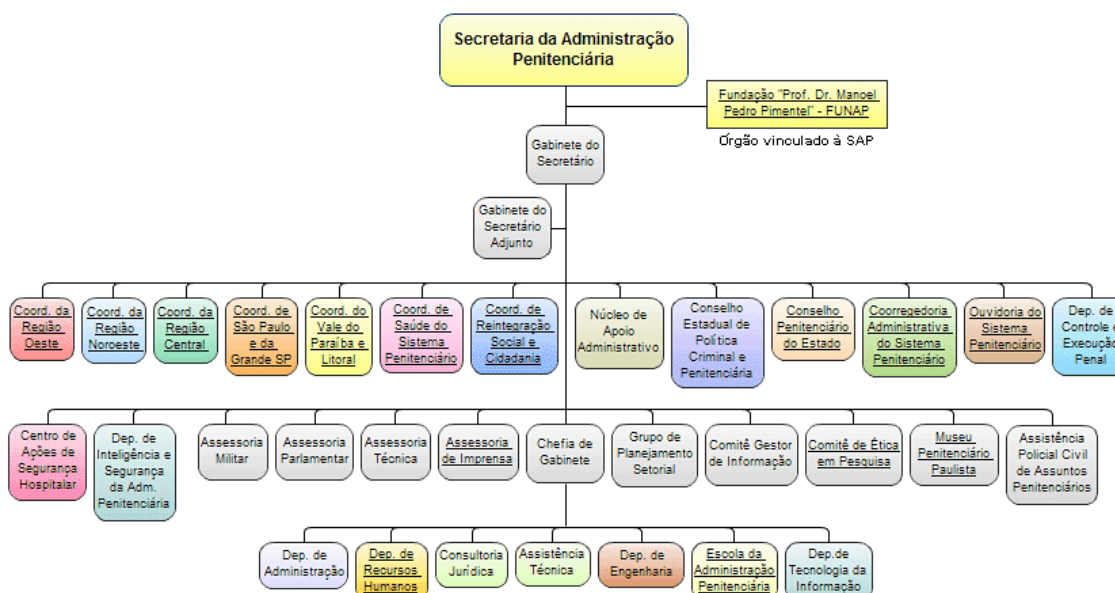 Secretaria da Administração
Penitenciária
Fundação "Prof. Dr. Manoel
Pedro Pimentel" - FUNAP
Órgão vinculado à SAP
Gabinete do
Secretário
Gabinete do
Secretário
Adjunto
Coord. da
Região
Oeste
Coord. da
Região
Noroeste
Coord. da
Região
Central
Coord. de
São Paulo
e da
Grande SP
Coord. do
Vale do
Paraíba e
Litoral
Coord. de
Saúde do
Sistema
Penitenciário
Coord. de
Reintegração
Social e
Cidadania
Núcleo de
Apoio
Administrativo
Conselho
Estadual de
Política
Criminal e
Penitenciária
Conselho
Penitenciário
do Estado
Coorregedoria
Administrativa
do Sistema
Penitenciário
Ouvidoria do
Sistema
Penitenciário
Dep. de
Controle e
Execução
Penal
Centro de
Ações de
Segurança
Hospitalar
Dep. de
Inteligência e
Segurança
da Adm.
Penitenciária
Assessoria
Militar
Assessoria
Parlamentar
Assessoria
Técnica
Assessoria
de Imprensa
Chefia de
Gabinete
Grupo de
Planejamento
Setorial
Comitê Gestor
de Informação
Comitê de Ética
em Pesquisa
Museu
Penitenciário
Paulista
Assistência
Policial Civil
de Assuntos
Penitenciários
Dep. de
Administração
Dep. de
Recursos
Humanos
Consultoria
Jurídica
Assistência
Técnica
Dep. de
Engenharia
Escola da
Administração
Penitenciária
Dep.de
Tecnologia da
Informação